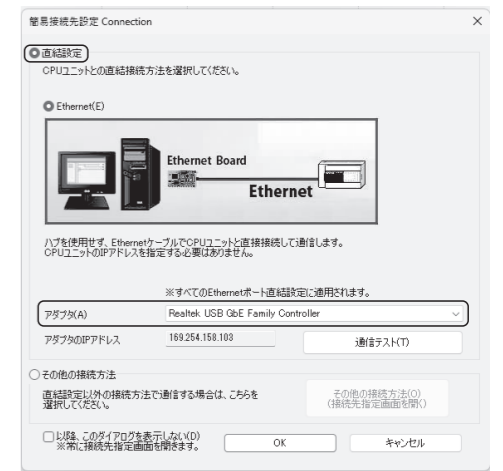 簡易接続先設定 Connection
直結設定
CPUユニットとの直結接続方法を選択してください。
Ethernet(E)
Ethernet Board
Ethernet
ハブを使用せず、EthernetケーブルでCPUユニットと直接接続して通信します。
CPUユニットのIPアドレスを指定する必要はありません。
※すべてのEthernetポート直結設定に適用されます。
アダプタ(A)
Realtek USB GbE Family Controller
アダプタのIPアドレス
169.254.158.103
通信テスト(T)
その他の接続方法
直結設定以外の接続方法で通信する場合は、こちらを
選択してください。
その他の接続方法(O)
(接続先指定画面を開く)
以降、このダイアログを表示しない(D)
※常に接続先指定画面を開きます。
OK
キャンセル